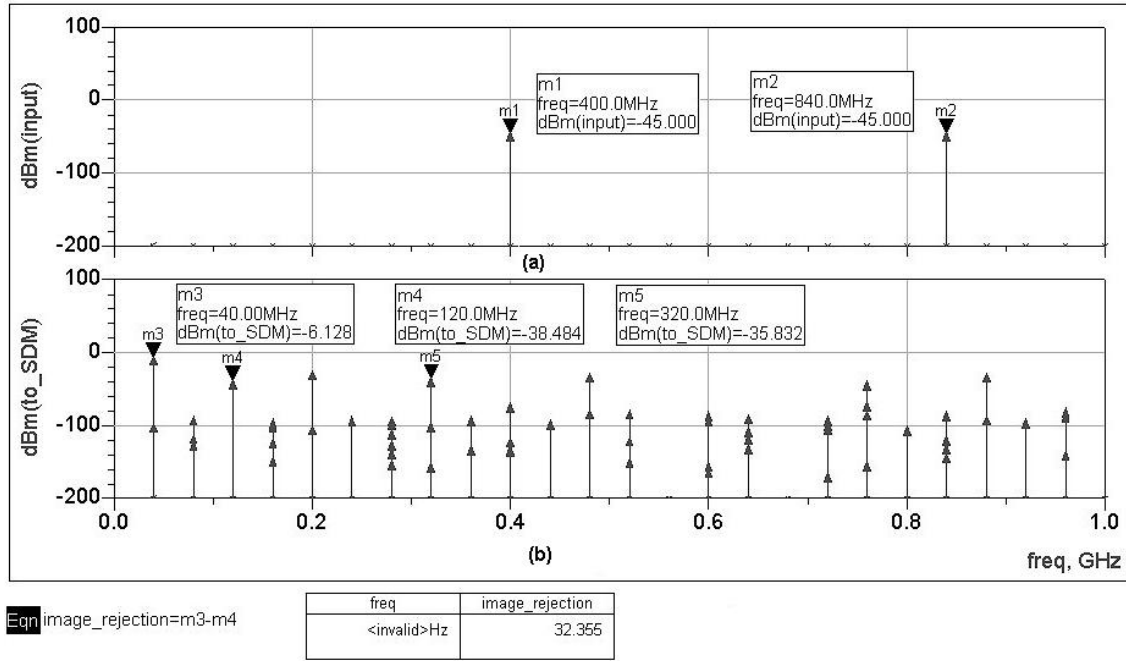 100
0
-100
-200
dBm(input)
m1
m1
freq=400.0MHz
dBm(input)=-45.000
m2
freq=840.0MHz
dBm(input)=-45.000
m2
(a)
100
0
-100
-200
dBm(to_SDM)
m3
freq=40.00MHz
dBm(to_SDM)=-6.128
m4
freq=120.0MHz
dBm(to_SDM)=-38.484
m5
freq=320.0MHz
dBm(to_SDM)=-35.832
m3
m4
m5
0.0
0.2
0.4
0.6
0.8
1.0
(b)
freq, GHz
Eqn image_rejection=m3-m4
freq image_rejection
<invalid>Hz 32.355